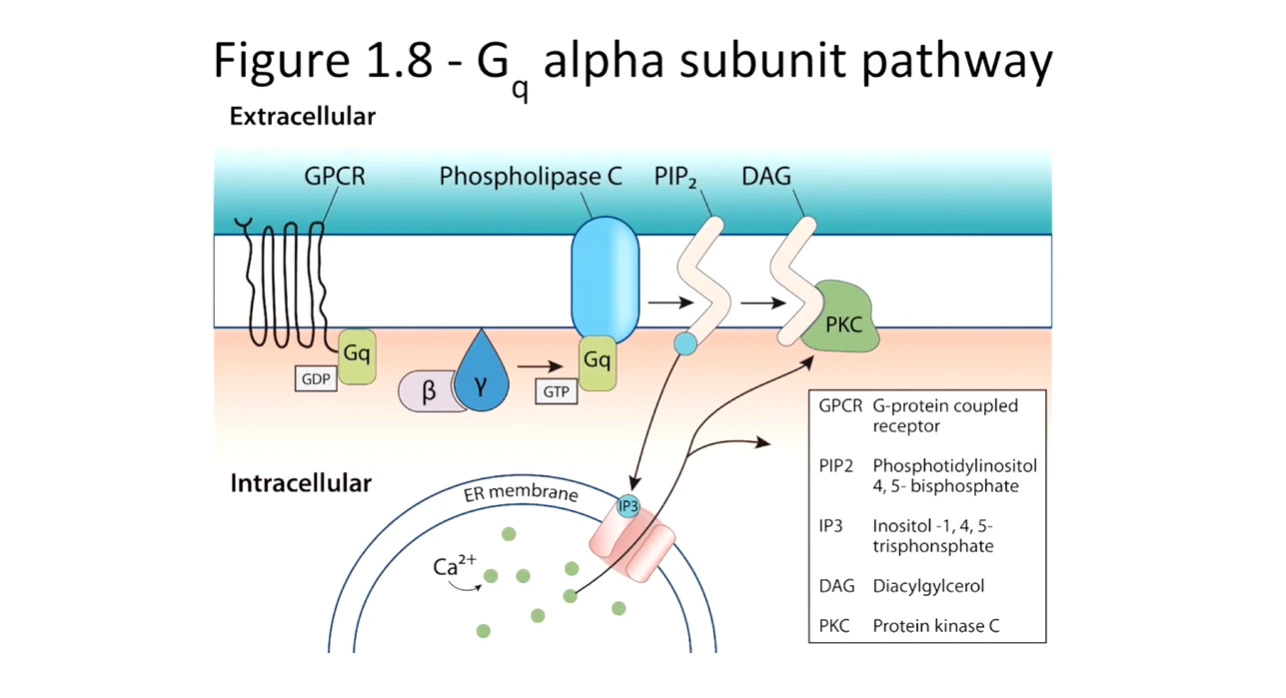 Figure 1.8 - Gq alpha subunit pathway
Extracellular
GPCR
Phospholipase C
PIP2
DAG
PKC
Gq
GDP
β
γ
GTP
Gq
Intracellular
ER membrane
IP3
Ca2+
GPCR G-protein coupled
receptor
PIP2 Phosphotidylinositol
4, 5- bisphosphate
IP3 Inositol -1, 4, 5-
trisphonsphate
DAG Diacylgylcerol
PKC Protein kinase C